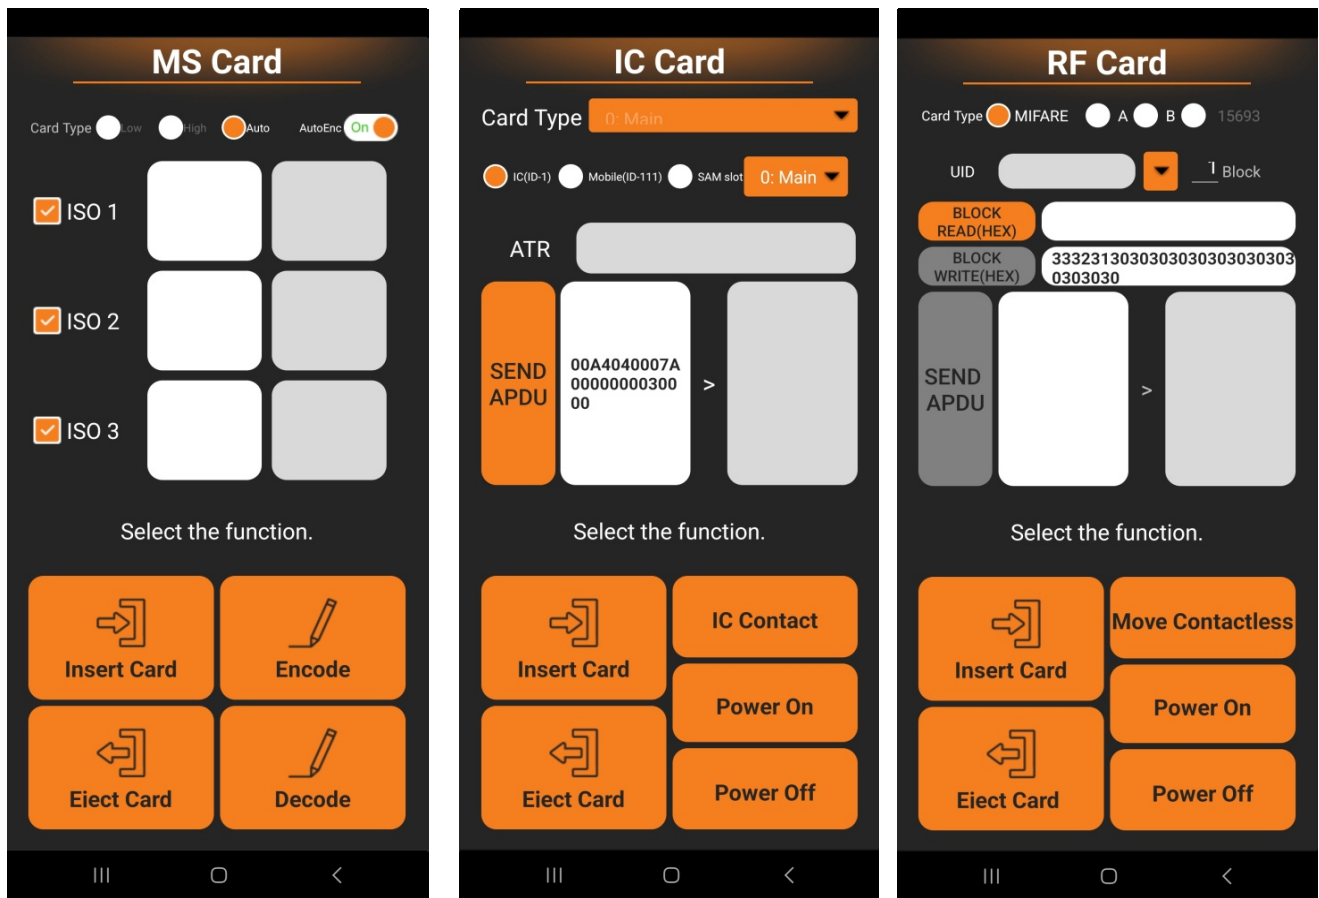 MS Card
Card Type Low High Auto AutoEnc On
ISO 1
ISO 2
ISO 3
Select the function.
Insert Card
Encode
Eject Card
Decode
IC Card
Card Type 0: Main
IC(ID-1) Mobile(ID-111) SAM slot 0: Main
ATR
SEND
APDU
00A4040007A
00000000300
00
>
Select the function.
Insert Card
IC Contact
Power On
Eject Card
Power Off
RF Card
Card Type MIFARE A B 15693
UID 1 Block
BLOCK
READ(HEX)
BLOCK
WRITE(HEX)
33323130303030303030303030303
0303030
SEND
APDU
>
Select the function.
Insert Card
Move Contactless
Power On
Eject Card
Power Off